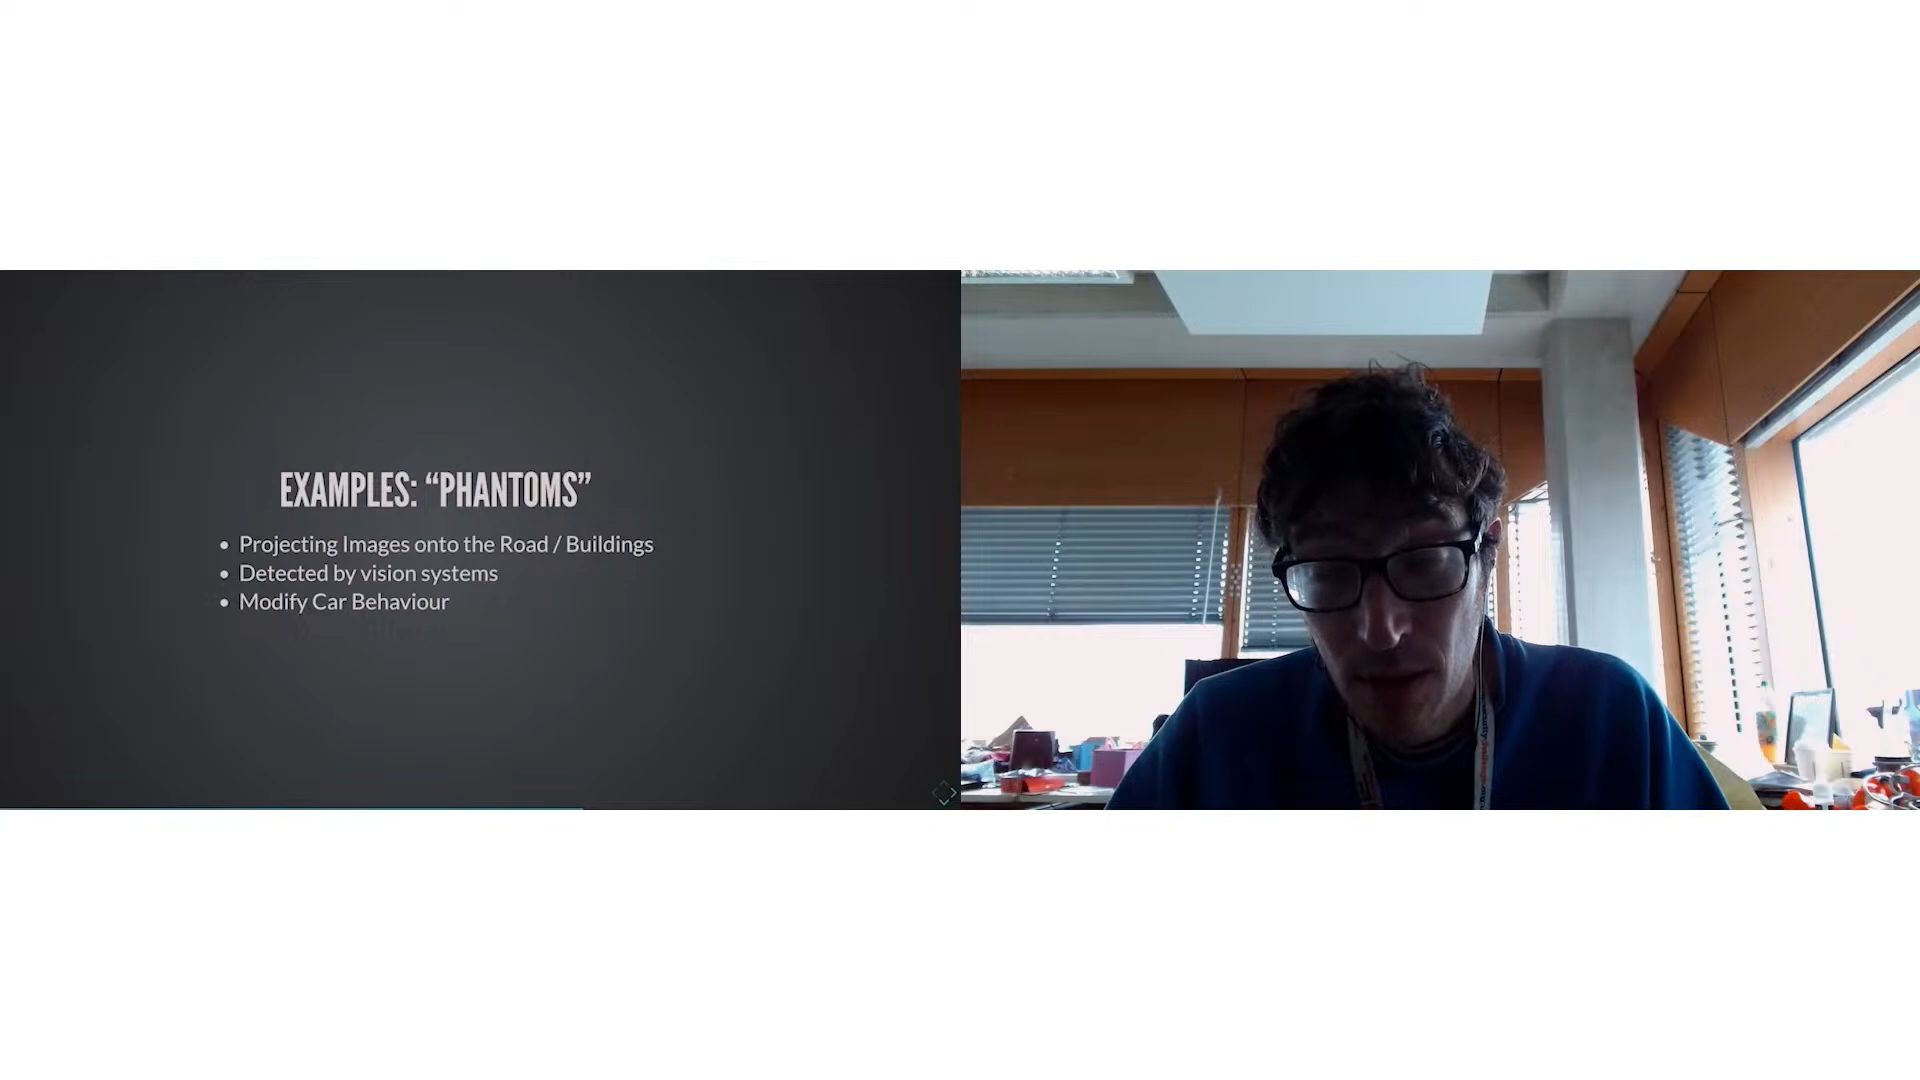 EXAMPLES: “PHANTOMS”
Projecting Images onto the Road / Buildings
Detected by vision systems
Modify Car Behaviour